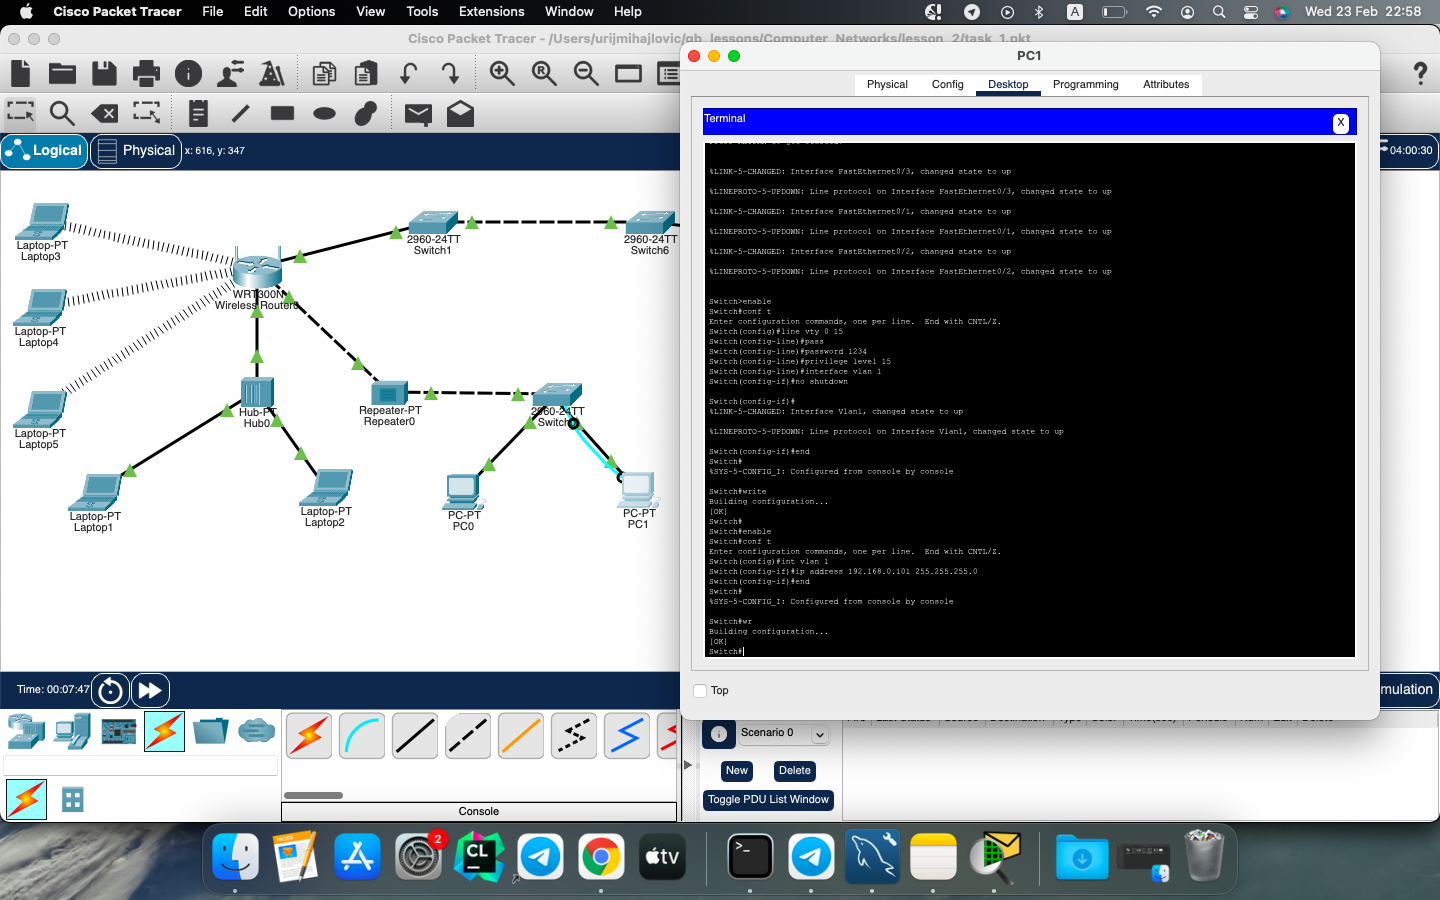 Cisco Packet Tracer File Edit Options View Tools Extensions Window Help
A
Wed 23 Feb 22:58
Cisco Packet Tracer - /Users/urijmihajlovic/gb_lessons/Computer_Networks/lesson_2/task_1.pkt
Logical
Physical
x: 616, y: 347
04:00:30
Laptop-PT
Laptop3
Laptop-PT
Laptop4
Laptop-PT
Laptop5
WRT300N
Wireless Router0
2960-24TT
Switch1
2960-24TT
Switch6
Hub-PT
Hub0
Repeater-PT
Repeater0
2960-24TT
Switch
Laptop-PT
Laptop1
Laptop-PT
Laptop2
PC-PT
PC0
PC-PT
PC1
PC1
Physical Config Desktop Programming Attributes
Terminal
X
%LINK-5-CHANGED: Interface FastEthernet0/3, changed state to up
%LINEPROTO-5-UPDOWN: Line protocol on Interface FastEthernet0/3, changed state to up
%LINK-5-CHANGED: Interface FastEthernet0/1, changed state to up
%LINEPROTO-5-UPDOWN: Line protocol on Interface FastEthernet0/1, changed state to up
%LINK-5-CHANGED: Interface FastEthernet0/2, changed state to up
%LINEPROTO-5-UPDOWN: Line protocol on Interface FastEthernet0/2, changed state to up
Switch>enable
Switch#conf t
Enter configuration commands, one per line.  End with CNTL/Z.
Switch(config)#line vty 0 15
Switch(config-line)#pass
Switch(config-line)#password 1234
Switch(config-line)#privilege level 15
Switch(config-line)#interface vlan 1
Switch(config-if)#no shutdown
Switch(config-if)#
%LINK-5-CHANGED: Interface Vlan1, changed state to up
%LINEPROTO-5-UPDOWN: Line protocol on Interface Vlan1, changed state to up
Switch(config-if)#end
Switch#
%SYS-5-CONFIG_I: Configured from console by console
Switch#write
Building configuration...
[OK]
Switch#
Switch#enable
Switch#conf t
Enter configuration commands, one per line.  End with CNTL/Z.
Switch(config)#int vlan 1
Switch(config-if)#ip address 192.168.0.101 255.255.255.0
Switch(config-if)#end
Switch#
%SYS-5-CONFIG_I: Configured from console by console
Switch#wr
Building configuration...
[OK]
Switch#
Top
Time: 00:07:47
mulation
Scenario 0
New
Delete
Toggle PDU List Window
Console
2
PAGES
CL
tv
>_